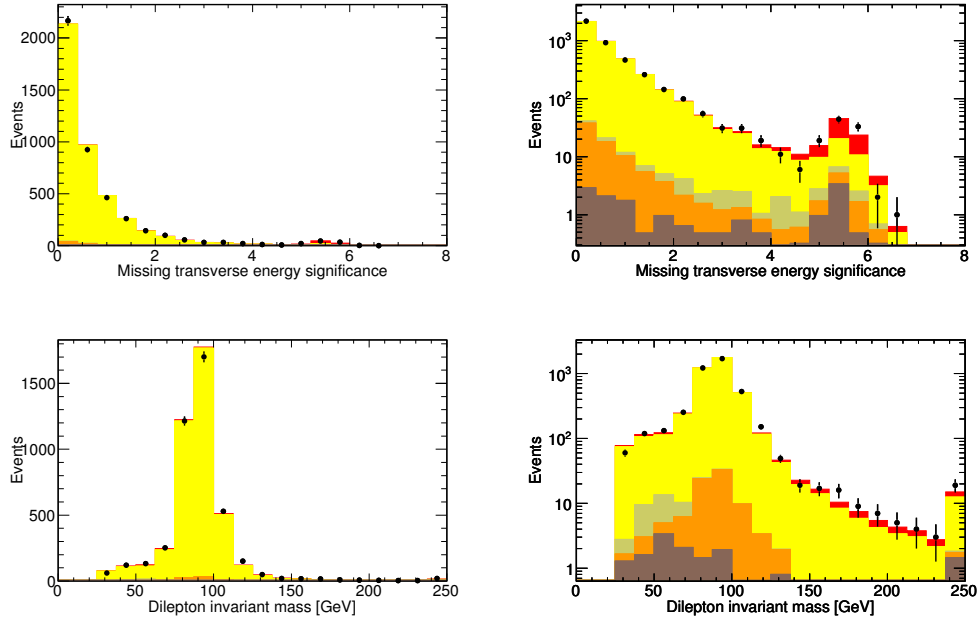 2000
1500
1000
500
0
Events
0 2 4 6 8
Missing transverse energy significance
10³
10²
10
1
Events
0 2 4 6 8
Missing transverse energy significance
1500
1000
500
0
Events
0 50 100 150 200 250
Dilepton invariant mass [GeV]
10³
10²
10
1
Events
0 50 100 150 200 250
Dilepton invariant mass [GeV]